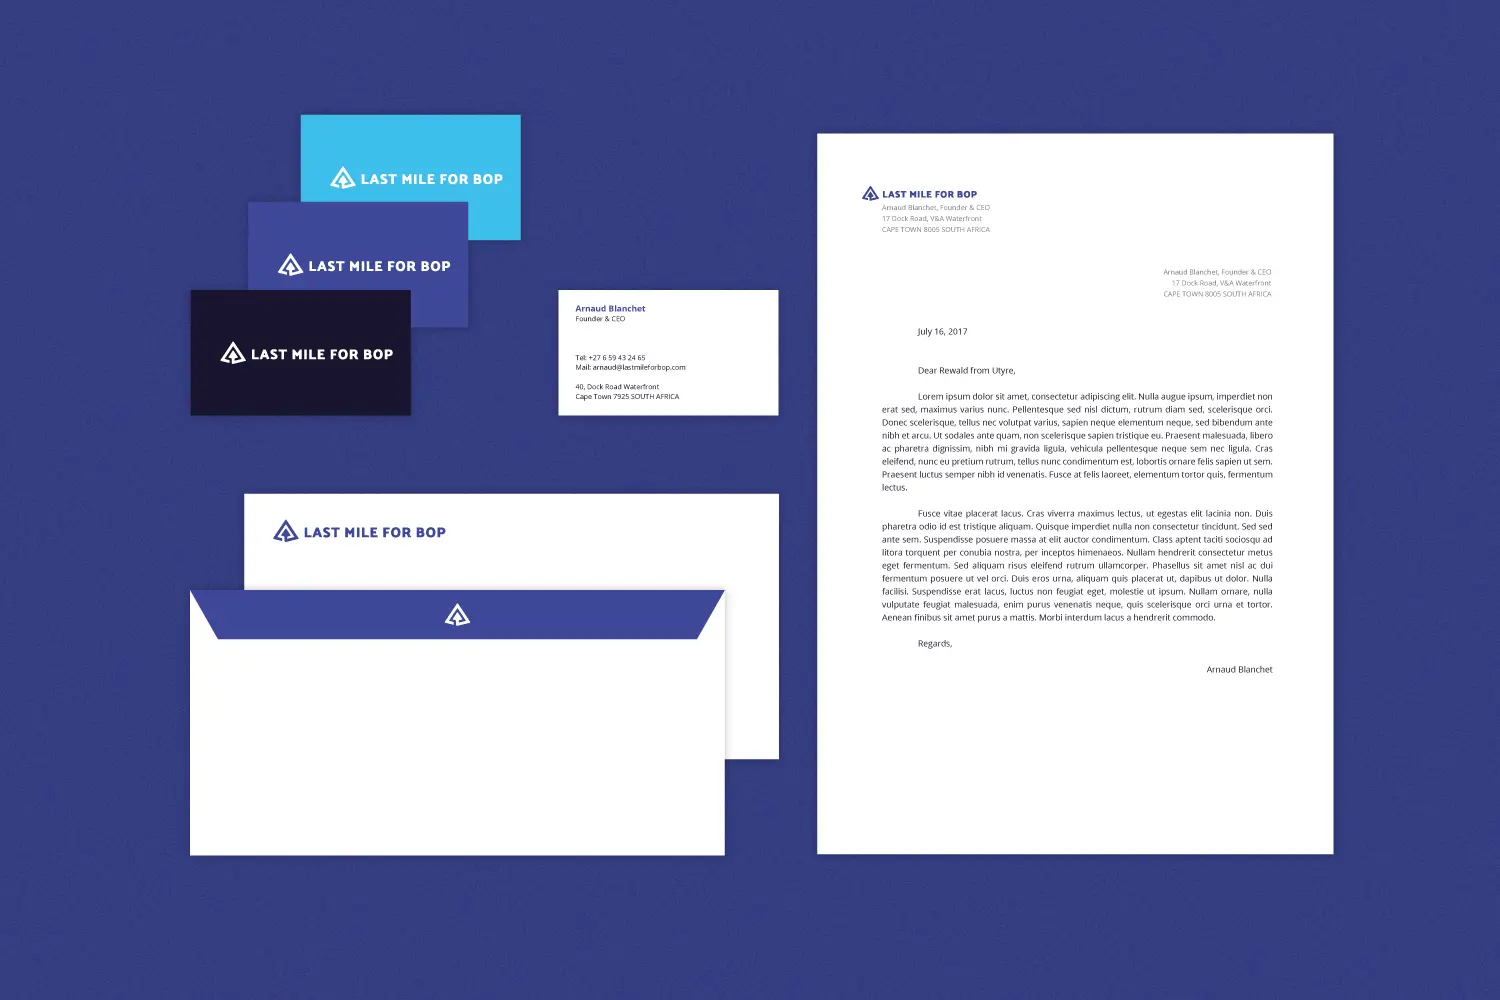 LAST MILE FOR BOP
LAST MILE FOR BOP
LAST MILE FOR BOP
Arnaud Blanchet
Founder & CEO
Tel: +27 6 59 43 24 65
Mail: arnaud@lastmileforbop.com
40, Dock Road Waterfront
Cape Town 7925 SOUTH AFRICA
LAST MILE FOR BOP
LAST MILE FOR BOP
Arnaud Blanchet, Founder & CEO
17 Dock Road, V&A Waterfront
CAPE TOWN 8005 SOUTH AFRICA
Arnaud Blanchet, Founder & CEO
17 Dock Road, V&A Waterfront
CAPE TOWN 8005 SOUTH AFRICA
July 16, 2017
Dear Rewald from Utyre,
Lorem ipsum dolor sit amet, consectetur adipiscing elit. Nulla augue ipsum, imperdiet non
erat sed, maximus varius nunc. Pellentesque sed nisl dictum, rutrum diam sed, scelerisque orci.
Donec scelerisque, tellus nec volutpat varius, sapien neque elementum neque, sed bibendum ante
nibh et arcu. Ut sodales ante quam, non scelerisque sapien tristique eu. Praesent malesuada, libero
ac pharetra dignissim, nibh mi gravida ligula, vehicula pellentesque neque sem nec ligula. Cras
eleifend, nunc eu pretium rutrum, tellus nunc condimentum est, lobortis ornare felis sapien ut sem.
Praesent luctus semper nibh id venenatis. Fusce at felis laoreet, elementum tortor quis, fermentum
lectus.
Fusce vitae placerat lacus. Cras viverra maximus lectus, ut egestas elit lacinia non. Duis
pharetra odio id est tristique aliquam. Quisque imperdiet nulla non consectetur tincidunt. Sed sed
ante sem. Suspendisse posuere massa at elit auctor condimentum. Class aptent taciti sociosqu ad
litora torquent per conubia nostra, per inceptos himenaeos. Nullam hendrerit consectetur metus
eget fermentum. Sed aliquam risus eleifend rutrum ullamcorper. Phasellus sit amet nisl ac dui
fermentum posuere ut vel orci. Duis eros urna, aliquam quis placerat ut, dapibus ut dolor. Nulla
facilisi. Suspendisse erat lacus, luctus non feugiat eget, molestie ut ipsum. Nullam ornare, nulla
vulputate feugiat malesuada, enim purus venenatis neque, quis scelerisque orci urna et tortor.
Aenean finibus sit amet purus a mattis. Morbi interdum lacus a hendrerit commodo.
Regards,
Arnaud Blanchet